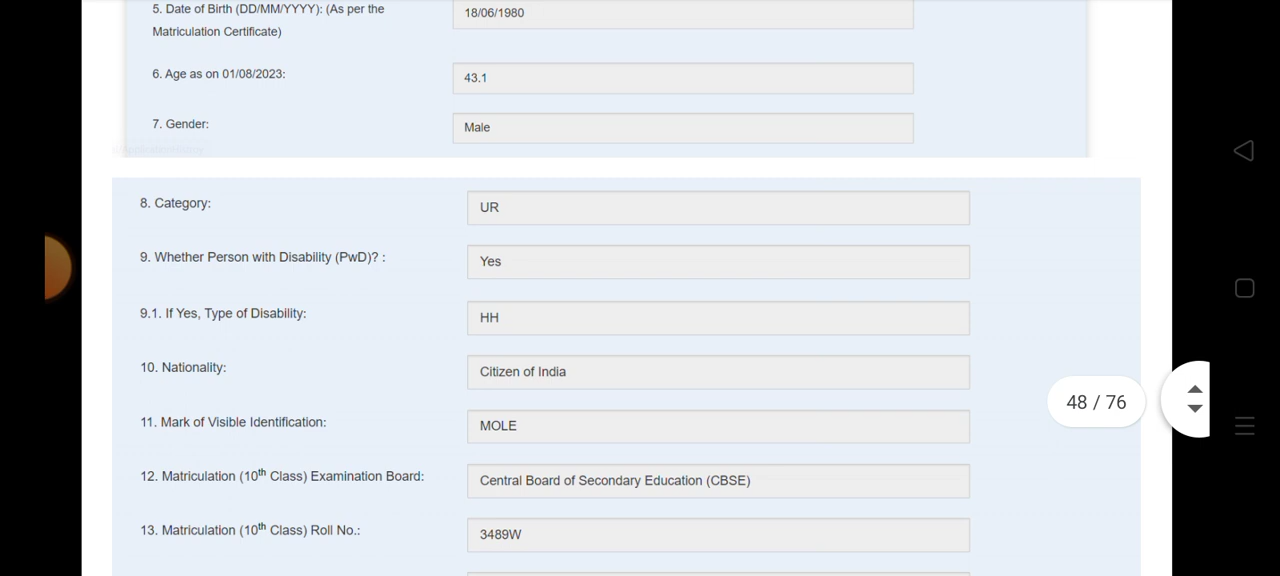 5. Date of Birth (DD/MM/YYYY): (As per the
Matriculation Certificate)
18/06/1980
6. Age as on 01/08/2023:
43.1
7. Gender:
Male
8. Category:
UR
9. Whether Person with Disability (PwD)? :
Yes
9.1. If Yes, Type of Disability:
HH
10. Nationality:
Citizen of India
11. Mark of Visible Identification:
MOLE
12. Matriculation (10th Class) Examination Board:
Central Board of Secondary Education (CBSE)
13. Matriculation (10th Class) Roll No.:
3489W
48 / 76